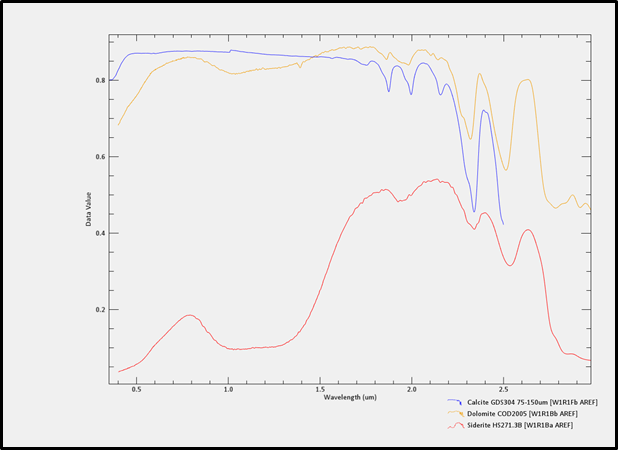 0.8
0.6
0.4
0.2
Data Value
0.5 1.0 1.5 2.0 2.5
Wavelength (um)
Calcite GDS304 75-150um [W1R1Fb AREF]
Dolomite COD2005 [W1R1Bb AREF]
Siderite HS271.3B [W1R1Ba AREF]